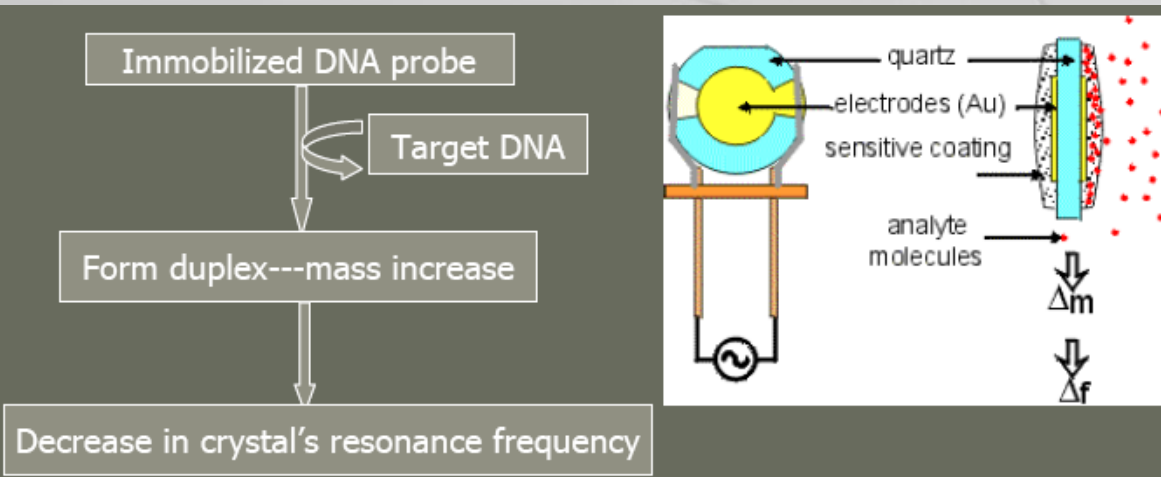 Immobilized DNA probe
Target DNA
Form duplex---mass increase
Decrease in crystal's resonance frequency
quartz
electrodes (Au)
sensitive coating
analyte
molecules
Δm
Δf